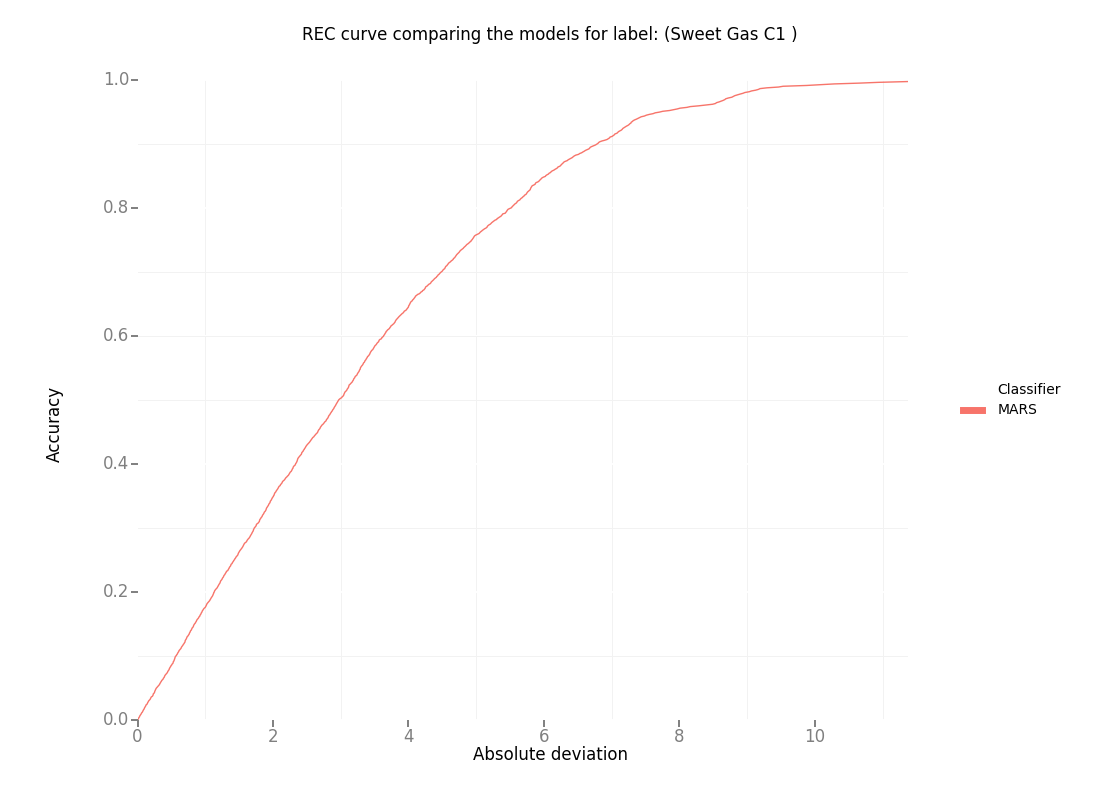 REC curve comparing the models for label: (Sweet Gas C1 )
1.0
0.8
0.6
0.4
0.2
0.0
Accuracy
0 2 4 6 8 10
Absolute deviation
Classifier
MARS